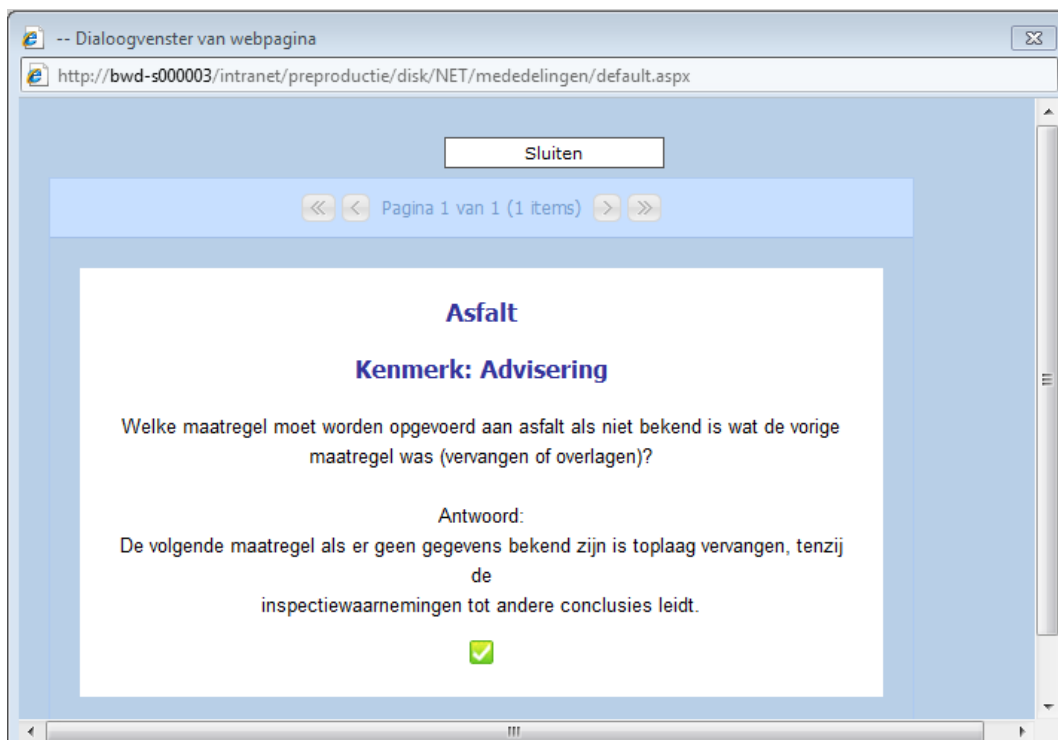 -- Dialoogvenster van webpagina
http://bwd-s000003/intranet/preproductie/disk/NET/mededelingen/default.aspx
Sluiten
Pagina 1 van 1 (1 items)
Asfalt
Kenmerk: Advisering
Welke maatregel moet worden opgevoerd aan asfalt als niet bekend is wat de vorige
maatregel was (vervangen of overlagen)?
Antwoord:
De volgende maatregel als er geen gegevens bekend zijn is toplaag vervangen, tenzij
de
inspectiewaarnemingen tot andere conclusies leidt.